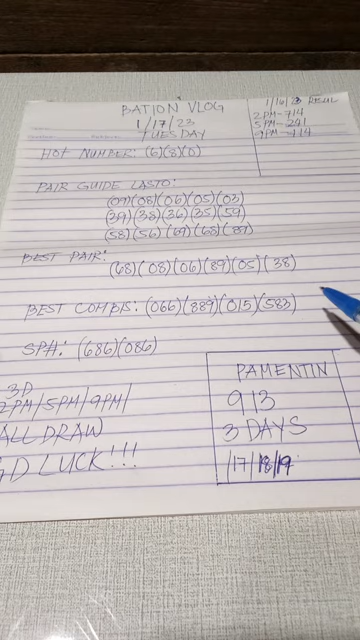 BATION VLOG
1/17/23
TUESDAY
1/16/23 RESUL
2PM-714
5PM-241
9PM-414
HOT NUMBER: (6)(8)(0)
PAIR GUIDE LASTO:
(09)(08)(06)(05)(03)
(39)(38)(36)(35)(59)
(58)(56)(69)(68)(89)
BEST PAIR:
(68)(08)(06)(89)(05)(38)
BEST COMBIS: (066)(889)(015)(583)
SPH: (686)(086)
3D
2PM/5PM/9PM/
ALL DRAW
GD LUCK!!!
PAMENTIN
913
3 DAYS
/17/18/19